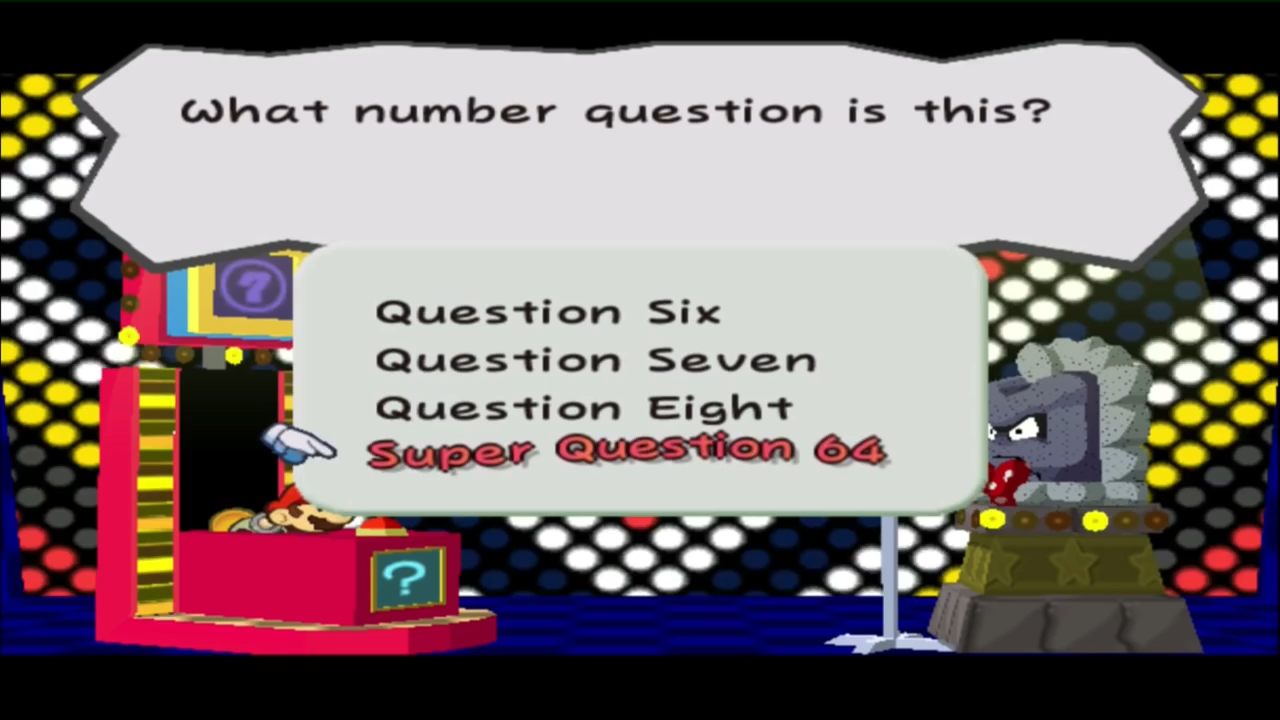 What number question is this?
?
Question Six
Question Seven
Question Eight
Super Question 64
?